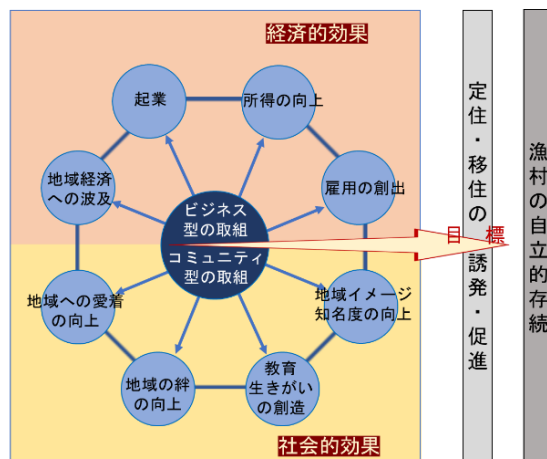 経済的効果
起業
所得の向上
地域経済
への波及
雇用の創出
ビジネス
型の取組
コミュニティ
型の取組
目標
地域への愛着
の向上
地域イメージ
知名度の向上
地域の絆
の向上
教育
生きがい
の創造
社会的効果
定住・移住の誘発・促進
漁村の自立的存続